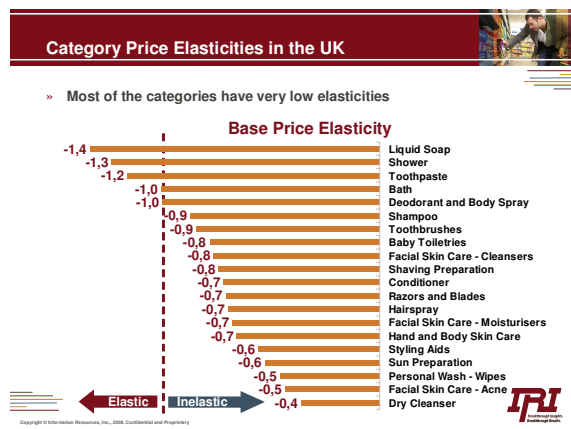 Category Price Elasticities in the UK
» Most of the categories have very low elasticities
Base Price Elasticity
-1,4 Liquid Soap
-1,3 Shower
-1,2 Toothpaste
-1,0 Bath
-1,0 Deodorant and Body Spray
-0,9 Shampoo
-0,9 Toothbrushes
-0,8 Baby Toiletries
-0,8 Facial Skin Care - Cleansers
-0,8 Shaving Preparation
-0,7 Conditioner
-0,7 Razors and Blades
-0,7 Hairspray
-0,7 Facial Skin Care - Moisturisers
-0,7 Hand and Body Skin Care
-0,6 Styling Aids
-0,6 Sun Preparation
-0,5 Personal Wash - Wipes
-0,5 Facial Skin Care - Acne
-0,4 Dry Cleanser
Elastic Inelastic
IRI
Breakthrough Insights.
Breakthrough Results.
Copyright © Information Resources, Inc., 2008. Confidential and Proprietary